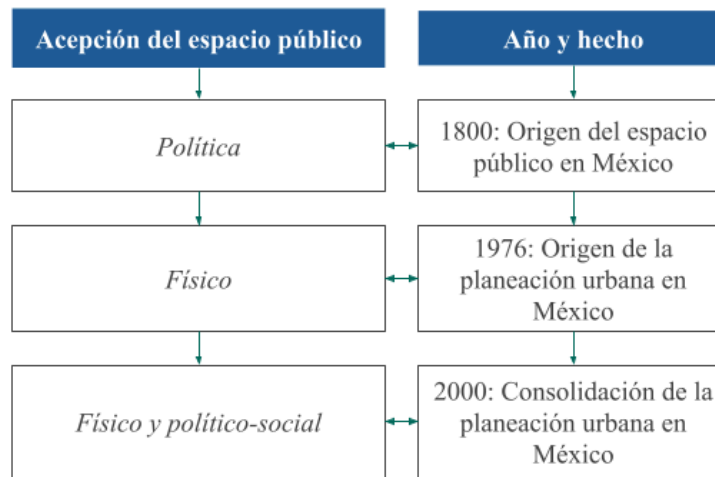 Acepción del espacio público
Año y hecho
Política
1800: Origen del espacio
público en México
Físico
1976: Origen de la
planeación urbana en
México
Físico y político-social
2000: Consolidación de la
planeación urbana en
México